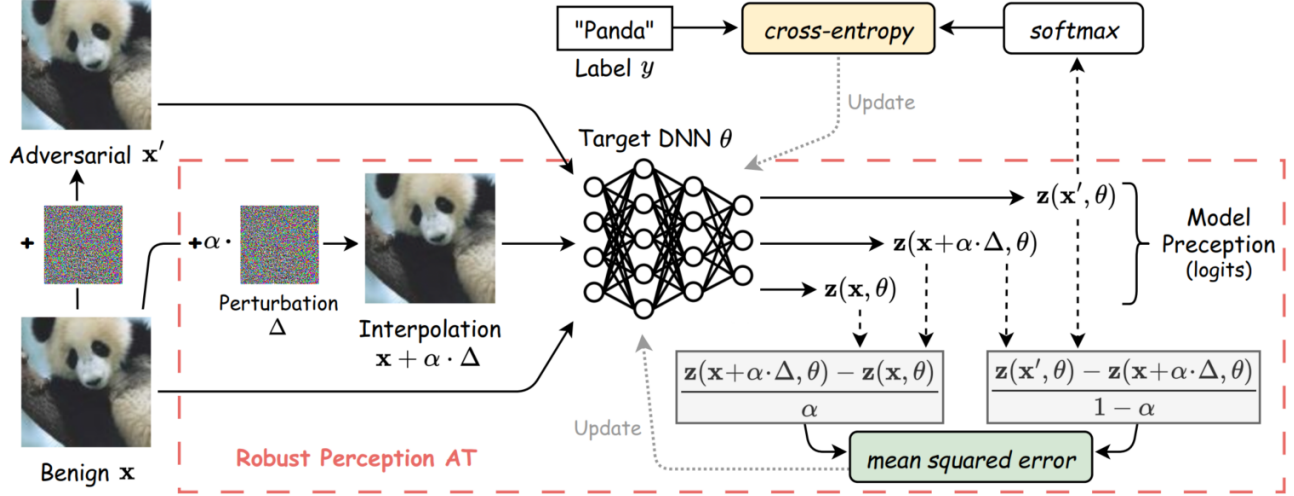 "Panda"
Label y
cross-entropy
softmax
Update
Adversarial x′
+
Target DNN θ
+α·
Perturbation
Δ
Interpolation
x + α · Δ
z(x′, θ)
z(x+α·Δ, θ)
z(x, θ)
Model
Preception
(logits)
z(x+α·Δ, θ) − z(x, θ)
α
z(x′, θ) − z(x+α·Δ, θ)
1 − α
Update
mean squared error
Robust Perception AT
Benign x